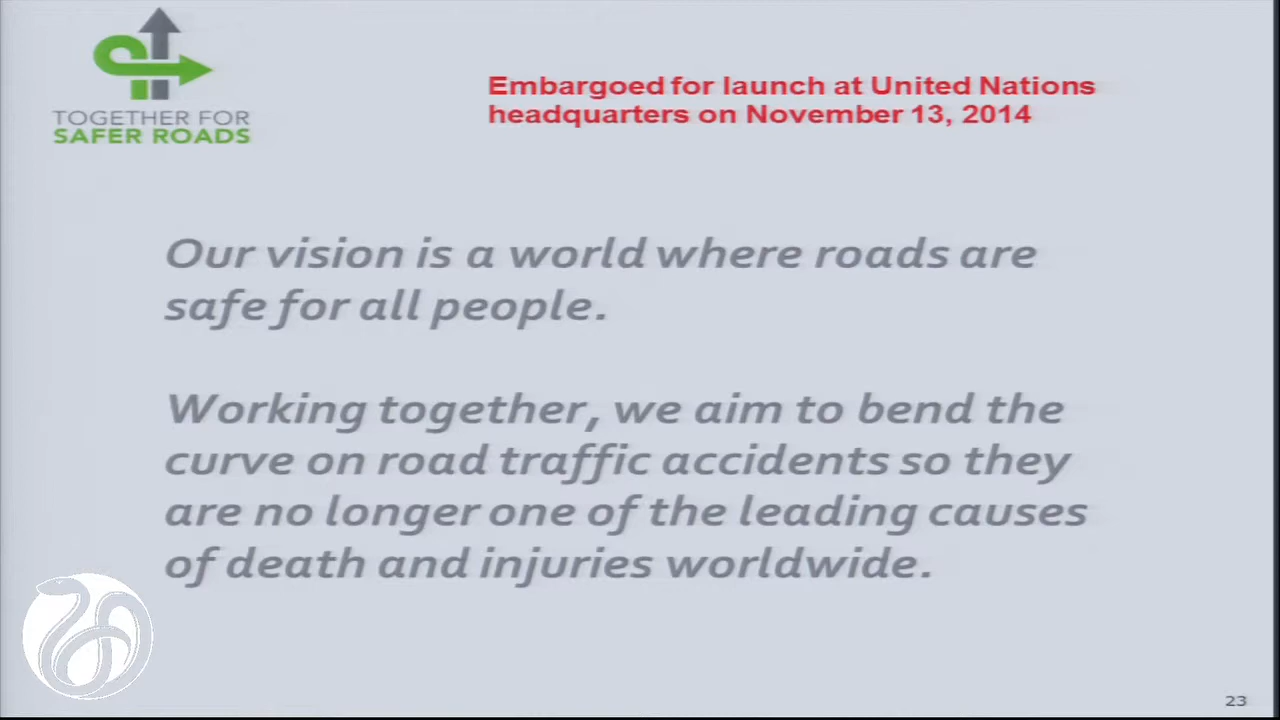 TOGETHER FOR
SAFER ROADS
Embargoed for launch at United Nations
headquarters on November 13, 2014
Our vision is a world where roads are
safe for all people.
Working together, we aim to bend the
curve on road traffic accidents so they
are no longer one of the leading causes
of death and injuries worldwide.
23